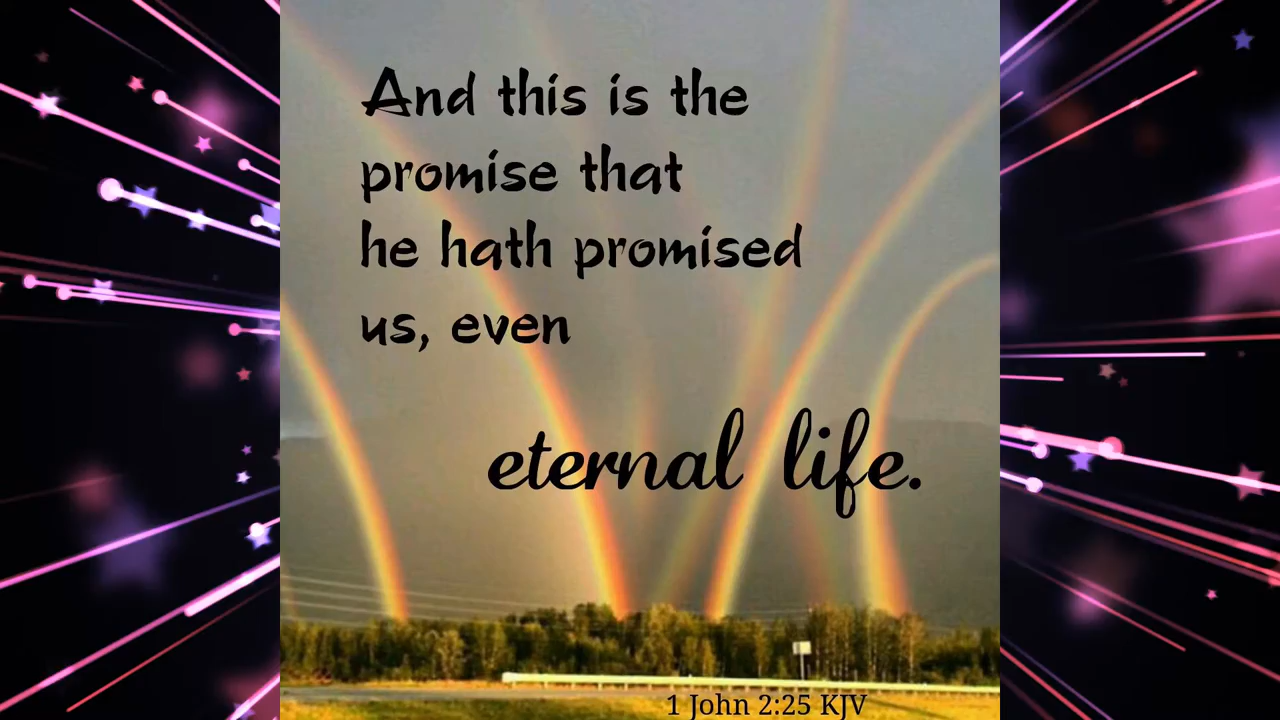 And this is the
promise that
he hath promised
us, even
eternal life.
1 John 2:25 KJV